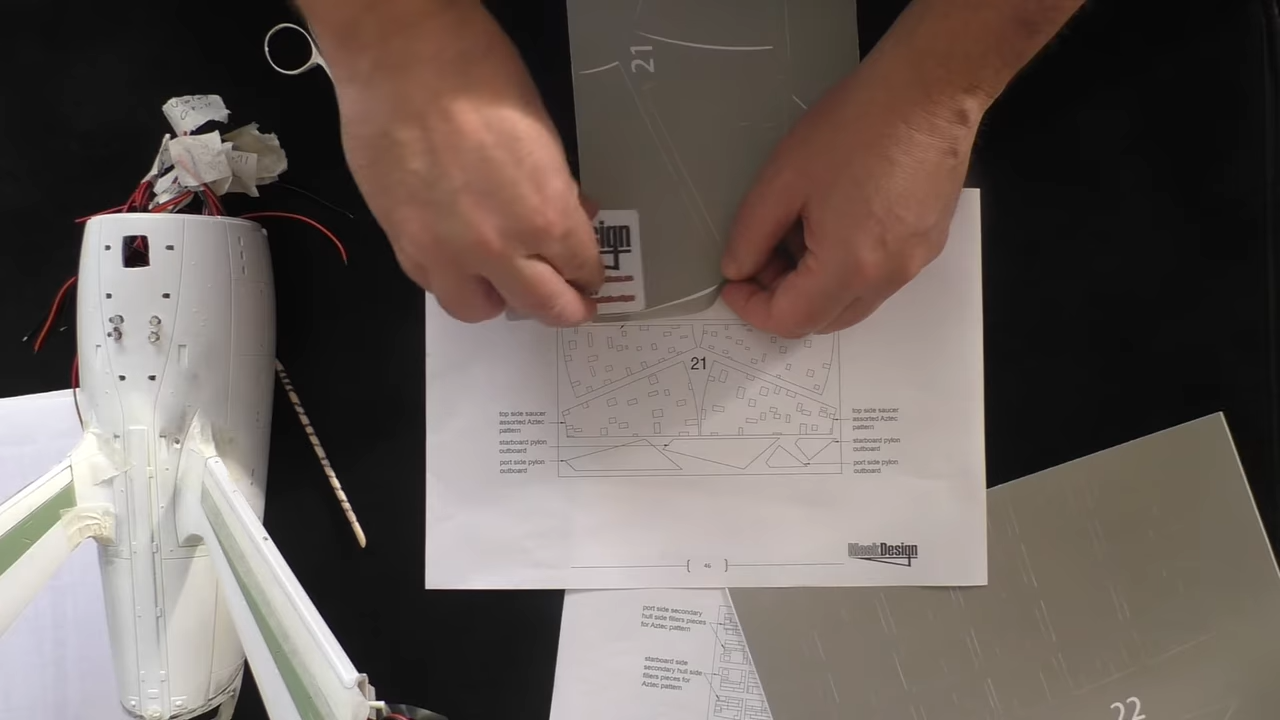 21
ign
21
top side saucer
assorted Aztec
pattern
starboard pylon
outboard
port side pylon
outboard
starboard pylon
outboard
port side pylon
outboard
top side saucer
assorted Aztec
pattern
MaskDesign
46
port side secondary
hull side fillers pieces
for Aztec pattern
starboard side
secondary hull side
fillers pieces for
Aztec pattern
22